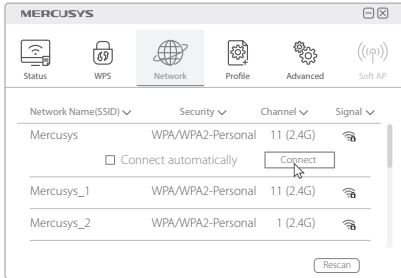 MERCUSYS
Status WPS Network Profile Advanced Soft AP
Network Name(SSID) Security Channel Signal
Mercusys WPA/WPA2-Personal 11 (2.4G)
Connect automatically Connect
Mercusys_1 WPA/WPA2-Personal 11 (2.4G)
Mercusys_2 WPA/WPA2-Personal 1 (2.4G)
Rescan